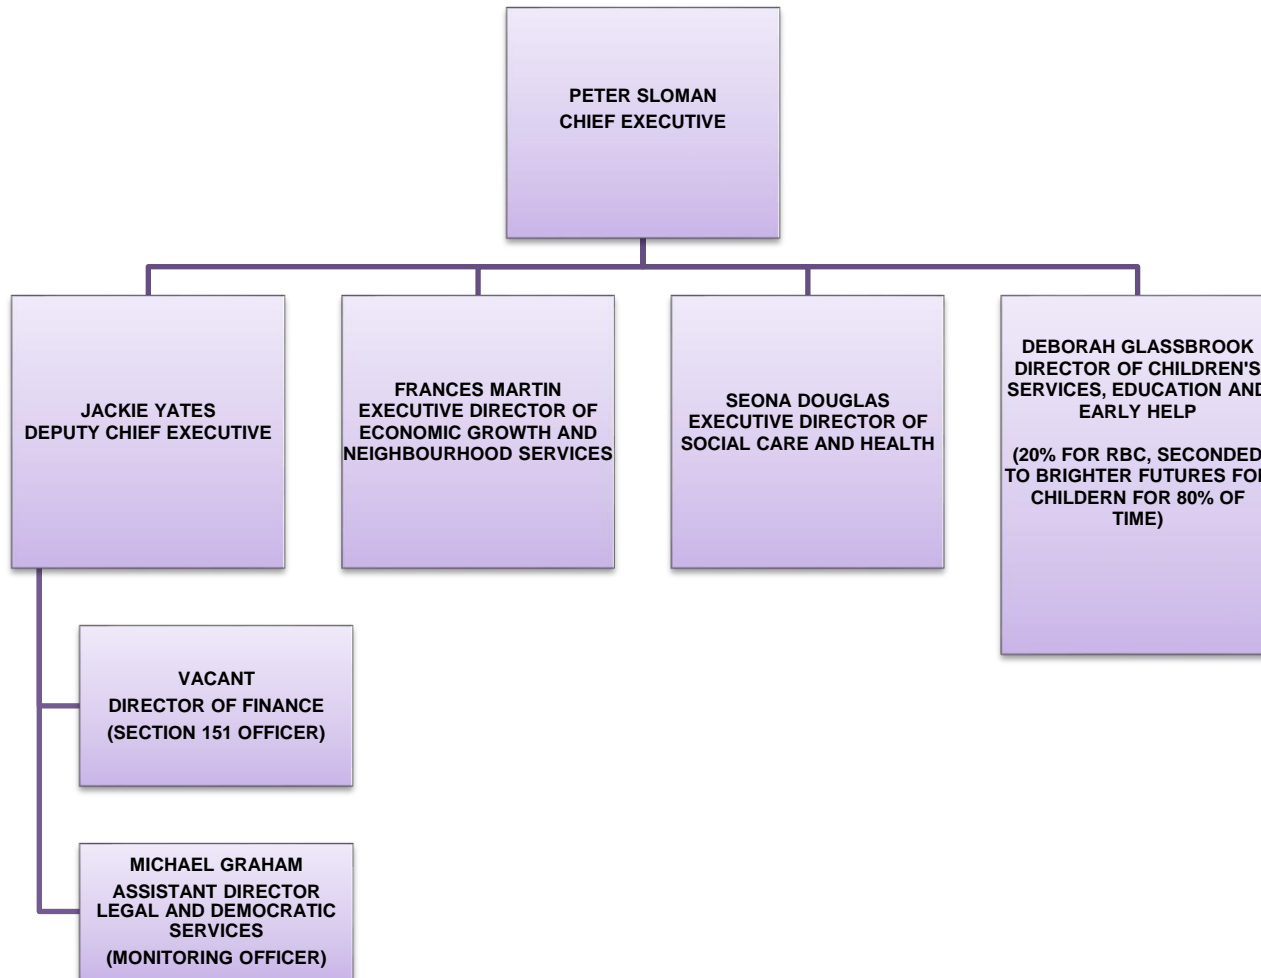 PETER SLOMAN
CHIEF EXECUTIVE
JACKIE YATES
DEPUTY CHIEF EXECUTIVE
FRANCES MARTIN
EXECUTIVE DIRECTOR OF
ECONOMIC GROWTH AND
NEIGHBOURHOOD SERVICES
SEONA DOUGLAS
EXECUTIVE DIRECTOR OF
SOCIAL CARE AND HEALTH
DEBORAH GLASSBROOK
DIRECTOR OF CHILDREN'S
SERVICES, EDUCATION AND
EARLY HELP
(20% FOR RBC, SECONDED
TO BRIGHTER FUTURES FOR
CHILDERN FOR 80% OF
TIME)
VACANT
DIRECTOR OF FINANCE
(SECTION 151 OFFICER)
MICHAEL GRAHAM
ASSISTANT DIRECTOR
LEGAL AND DEMOCRATIC
SERVICES
(MONITORING OFFICER)